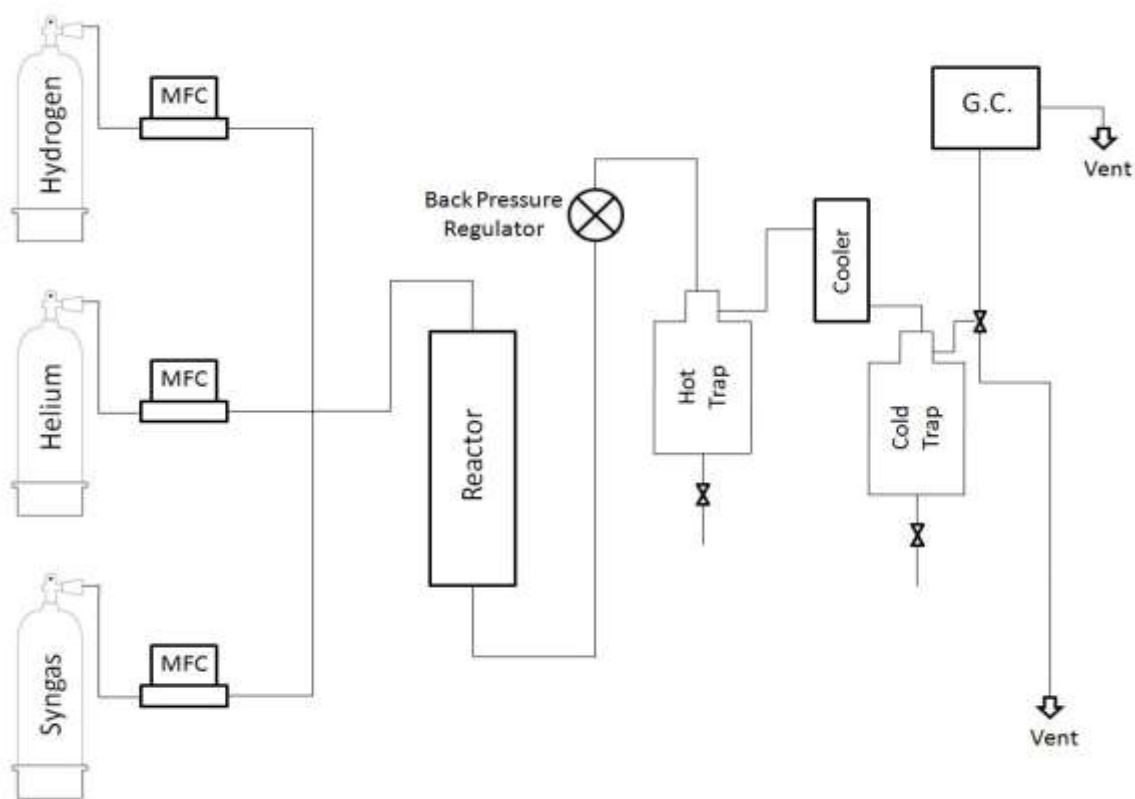 Hydrogen
MFC
G.C.
Vent
Back Pressure
Regulator
Cooler
Helium
MFC
Hot
Trap
Cold
Trap
Reactor
Syngas
MFC
Vent